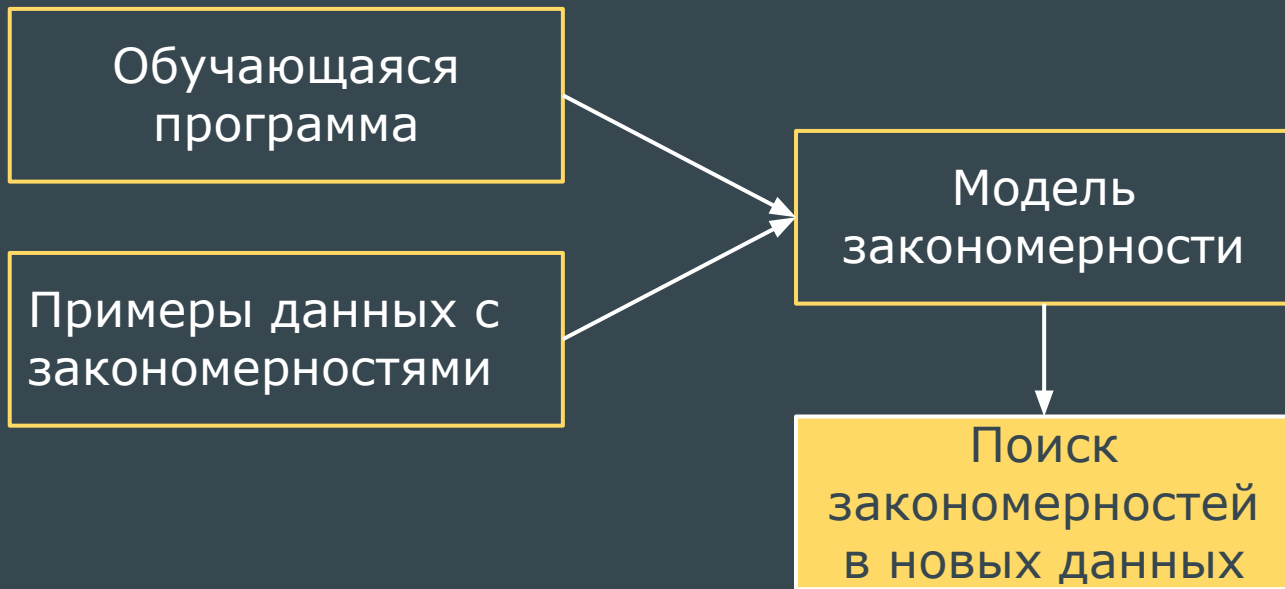 Обучающаяся
программа
Примеры данных с
закономерностями
Модель
закономерности
Поиск
закономерностей
в новых данных